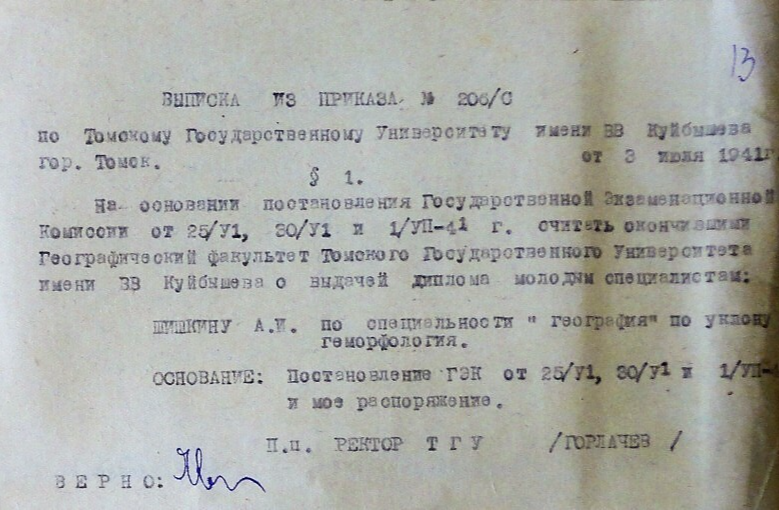 13
ВЫПИСКА ИЗ ПРИКАЗА № 206/С
по Томскому Государственному Университету имени ВВ Куйбышева
гор. Томск. от 3 июля 1941г
§ 1.
На основании постановления Государственной Экзаменационной
Комиссии от 25/У1, 30/У1 и 1/УП-41 г. считать окончившими
Географический факультет Томского Государственного Университета
имени ВВ Куйбышева с выдачей диплома молодым специалистам:
ШИШКИНУ А.И. по специальности " география" по уклону
геморфология.
ОСНОВАНИЕ: Постановление ГЭК от 25/У1, 30/У1 и 1/УП-
и мое распоряжение.
П.п. РЕКТОР Т Г У /ГОРЛАЧЕВ /
В Е Р Н О: